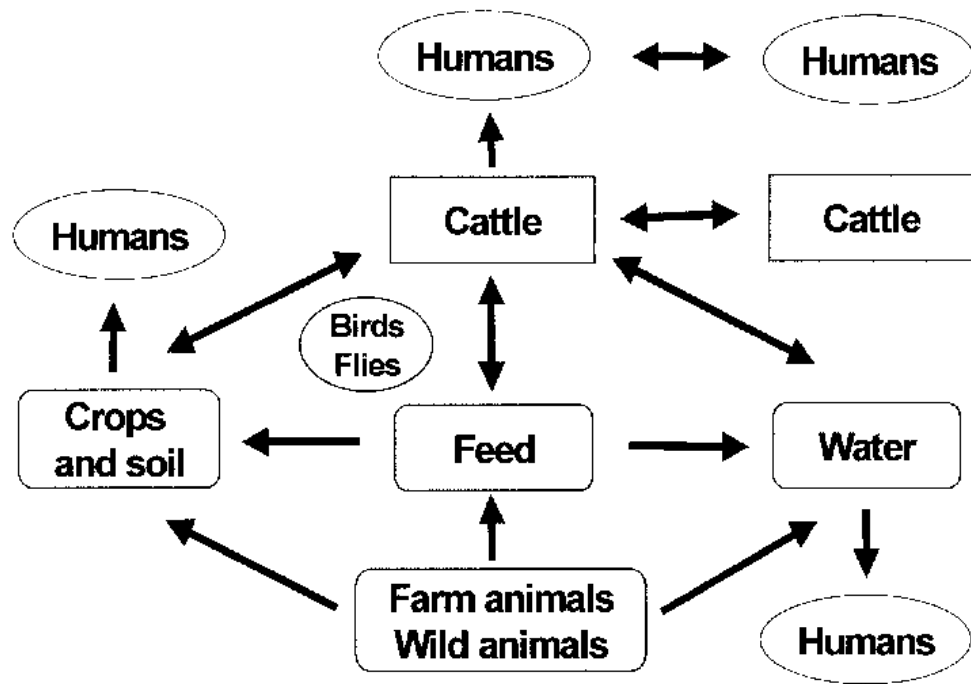 Humans
Humans
Cattle
Cattle
Humans
Birds
Flies
Crops
and soil
Feed
Water
Farm animals
Wild animals
Humans